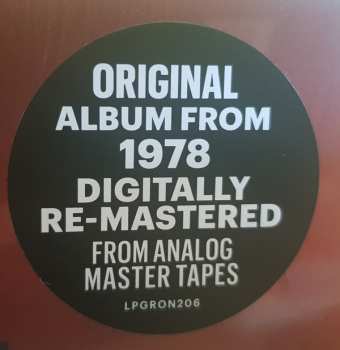 ORIGINAL
ALBUM FROM
1978
DIGITALLY
RE-MASTERED
FROM ANALOG
MASTER TAPES
LPGRON206